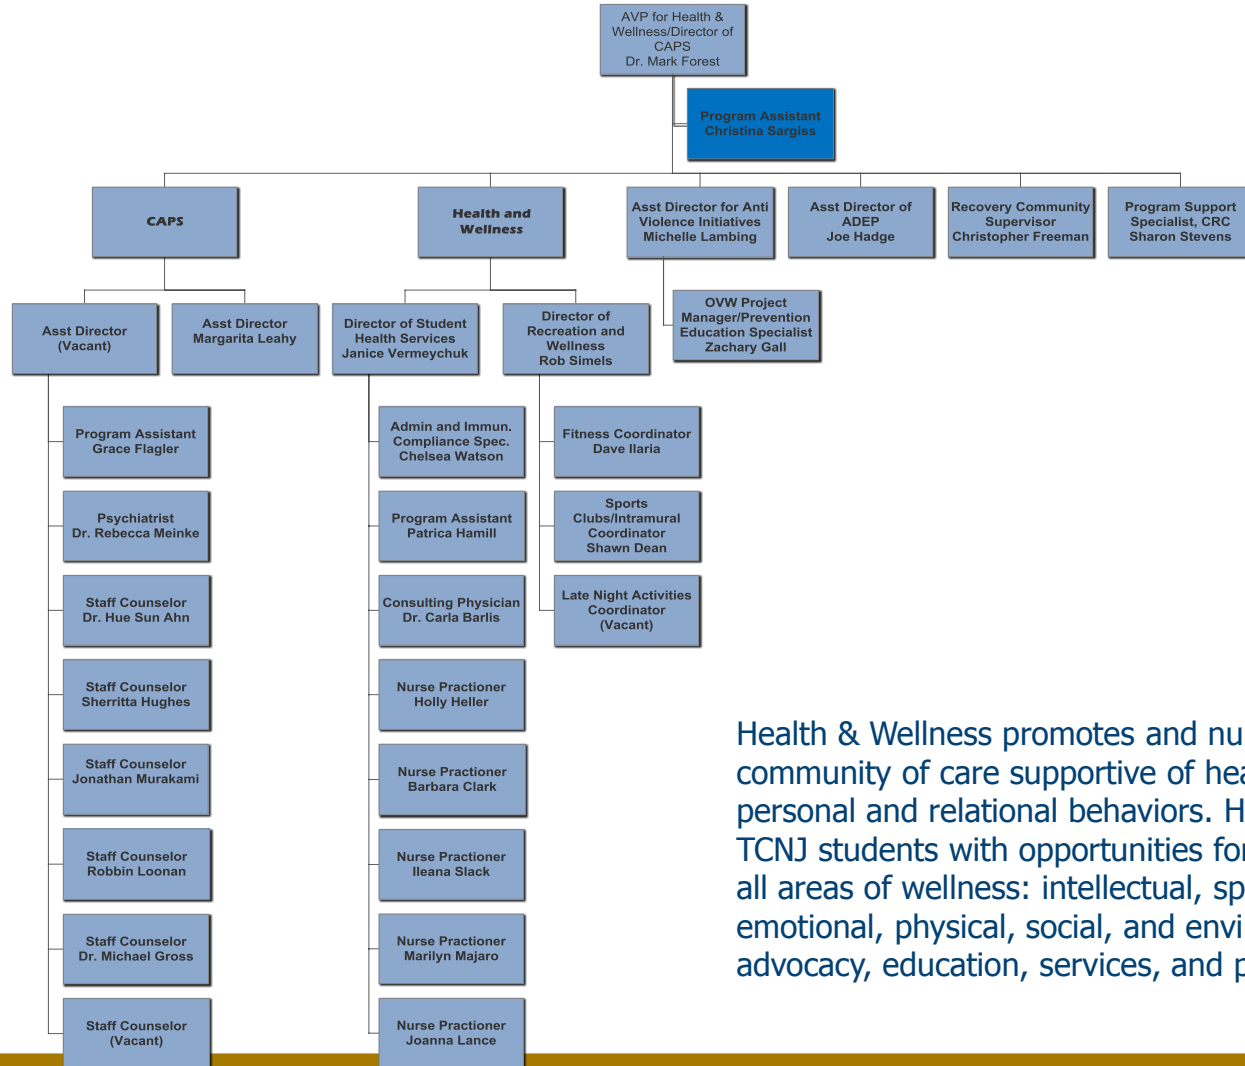 AVP for Health &
Wellness/Director of
CAPS
Dr. Mark Forest
Program Assistant
Christina Sargiss
CAPS
Health and
Wellness
Asst Director for Anti
Violence Initiatives
Michelle Lambing
Asst Director of
ADEP
Joe Hadge
Recovery Community
Supervisor
Christopher Freeman
Program Support
Specialist, CRC
Sharon Stevens
Asst Director
(Vacant)
Asst Director
Margarita Leahy
Director of Student
Health Services
Janice Vermeychuk
Director of
Recreation and
Wellness
Rob Simels
OVW Project
Manager/Prevention
Education Specialist
Zachary Gall
Program Assistant
Grace Flagler
Psychiatrist
Dr. Rebecca Meinke
Staff Counselor
Dr. Hue Sun Ahn
Staff Counselor
Sherritta Hughes
Staff Counselor
Jonathan Murakami
Staff Counselor
Robbin Loonan
Staff Counselor
Dr. Michael Gross
Staff Counselor
(Vacant)
Admin and Immun.
Compliance Spec.
Chelsea Watson
Program Assistant
Patrica Hamill
Consulting Physician
Dr. Carla Barlis
Nurse Practioner
Holly Heller
Nurse Practioner
Barbara Clark
Nurse Practioner
Ileana Slack
Nurse Practioner
Marilyn Majaro
Nurse Practioner
Joanna Lance
Fitness Coordinator
Dave Ilaria
Sports
Clubs/Intramural
Coordinator
Shawn Dean
Late Night Activities
Coordinator
(Vacant)
Health & Wellness promotes and nu
community of care supportive of hea
personal and relational behaviors. H
TCNJ students with opportunities for
all areas of wellness: intellectual, sp
emotional, physical, social, and envi
advocacy, education, services, and p